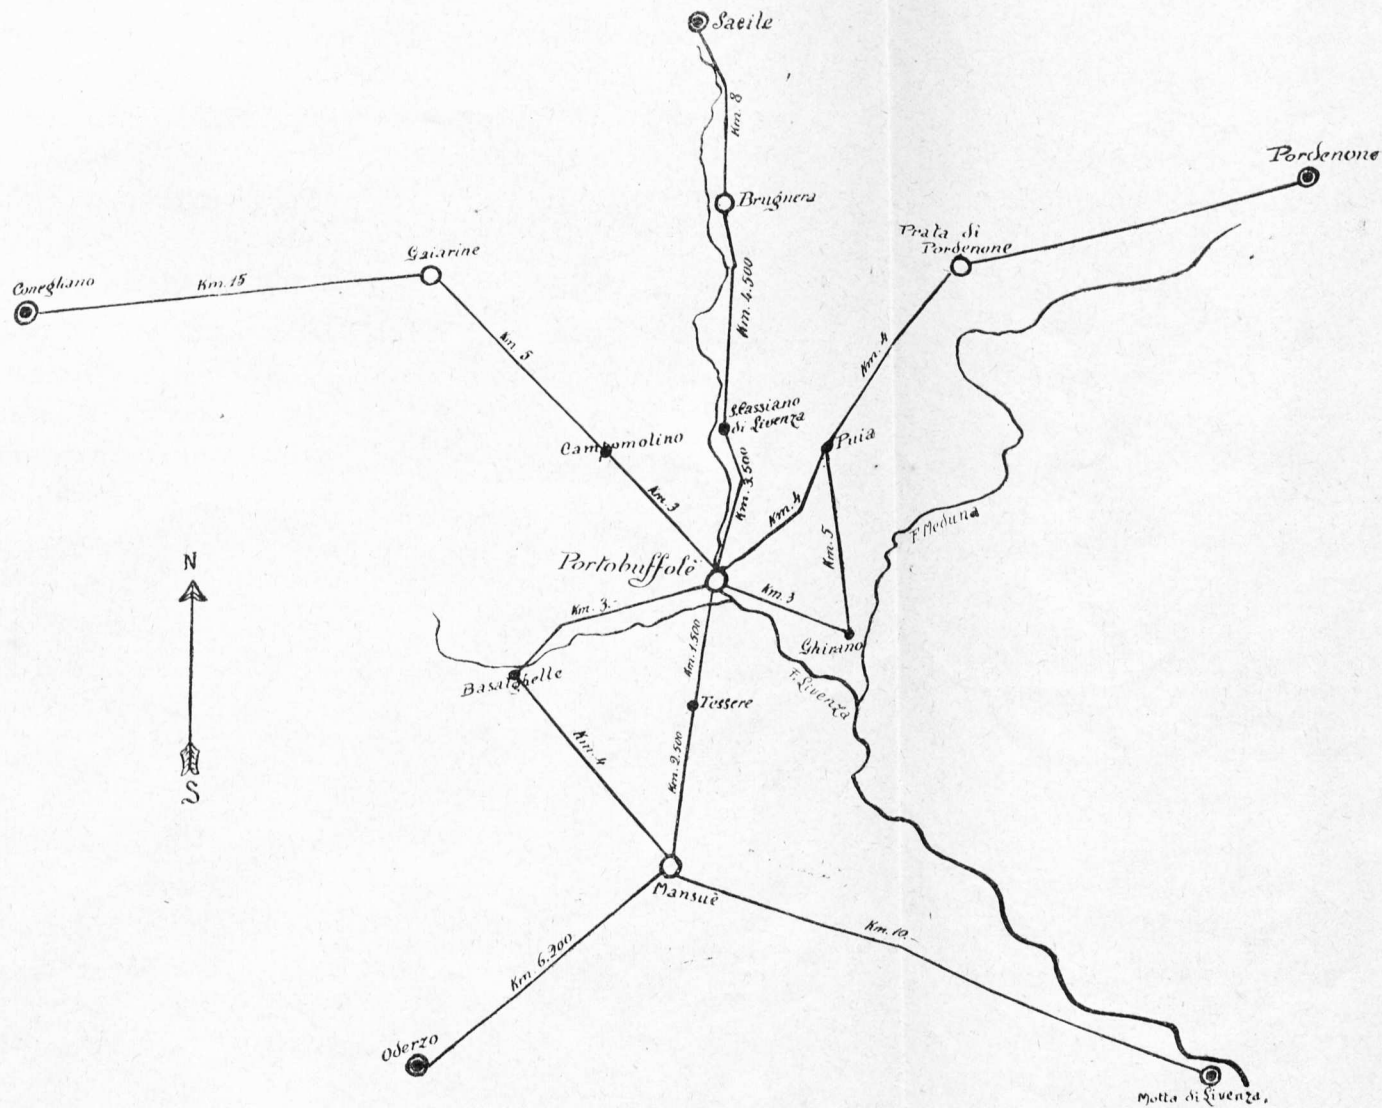 Sacile
Km. 8
Pordenone
Brugnera
Prata di
Pordenone
Gaiarine
Coneghano
Km. 15
Km. 4.500
Km. 5
Km. 4
S. Cassiano
di Livenza
Campomolino
Puia
Km. 3.500
Km. 3
Km. 4
F. Meduna
Km. 5
N
Portobuffolè
Km. 3
Km. 3.-
Km. 1.500
Ghirano
Basalghelle
F. Livenza
Tessere
Km. 4
Km. 2.500
S
Mansuè
Km. 10.-
Km. 6.200
Oderzo
Motta di Livenza.